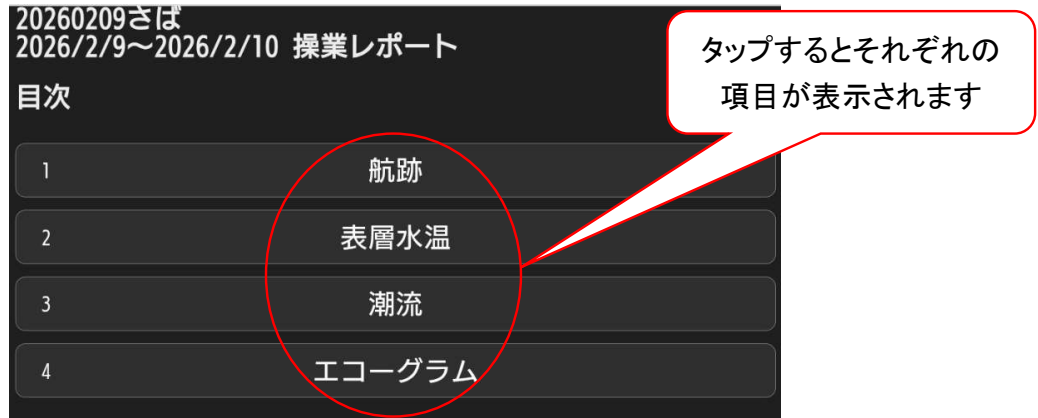 20260209さば
2026/2/9～2026/2/10 操業レポート
目次
タップするとそれぞれの
項目が表示されます
1 航跡
2 表層水温
3 潮流
4 エコーグラム